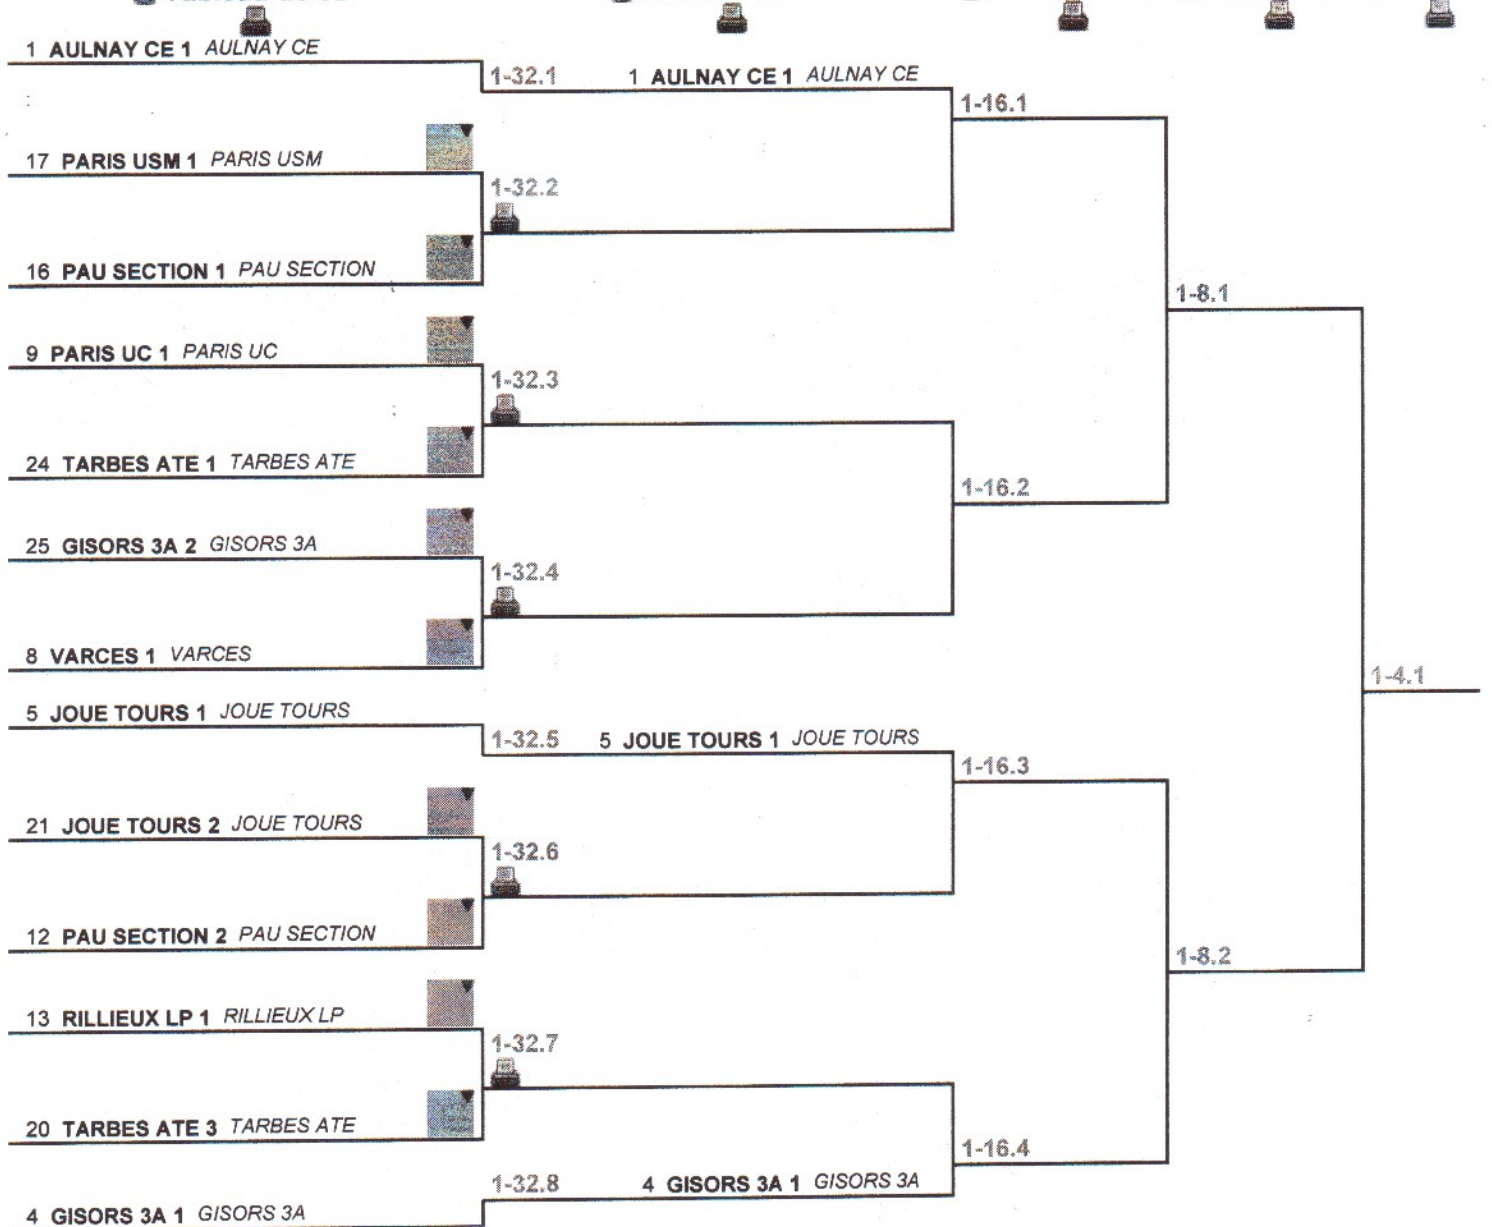 1 AULNAY CE 1 AULNAY CE
1-32.1 1 AULNAY CE 1 AULNAY CE
1-16.1
17 PARIS USM 1 PARIS USM
1-32.2
16 PAU SECTION 1 PAU SECTION
1-8.1
9 PARIS UC 1 PARIS UC
1-32.3
24 TARBES ATE 1 TARBES ATE
1-16.2
25 GISORS 3A 2 GISORS 3A
1-32.4
8 VARCES 1 VARCES
1-4.1
5 JOUE TOURS 1 JOUE TOURS
1-32.5 5 JOUE TOURS 1 JOUE TOURS
1-16.3
21 JOUE TOURS 2 JOUE TOURS
1-32.6
12 PAU SECTION 2 PAU SECTION
1-8.2
13 RILLIEUX LP 1 RILLIEUX LP
1-32.7
20 TARBES ATE 3 TARBES ATE
1-16.4
1-32.8 4 GISORS 3A 1 GISORS 3A
4 GISORS 3A 1 GISORS 3A